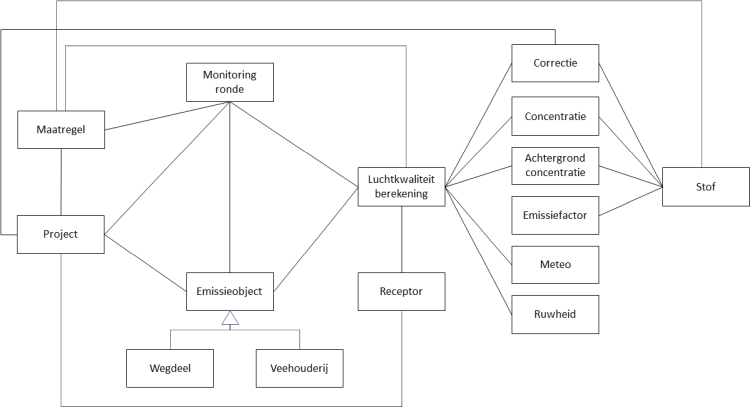 Correctie
Monitoring
ronde
Maatregel
Concentratie
Achtergrond
concentratie
Luchtkwaliteit
berekening
Stof
Emissiefactor
Project
Meteo
Emissieobject
Receptor
Ruwheid
Wegdeel
Veehouderij